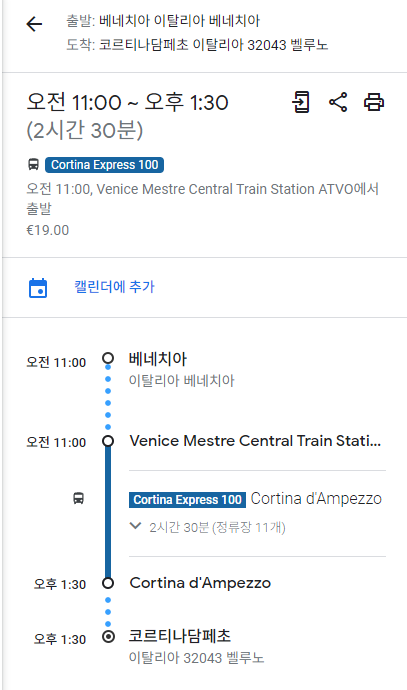 출발: 베네치아 이탈리아 베네치아
도착: 코르티나담페초 이탈리아 32043 벨루노
오전 11:00 ~ 오후 1:30
(2시간 30분)
Cortina Express 100
오전 11:00, Venice Mestre Central Train Station ATVO에서
출발
€19.00
캘린더에 추가
오전 11:00 베네치아
이탈리아 베네치아
오전 11:00 Venice Mestre Central Train Stati...
Cortina Express 100 Cortina d'Ampezzo
2시간 30분 (정류장 11개)
오후 1:30 Cortina d'Ampezzo
오후 1:30 코르티나담페초
이탈리아 32043 벨루노